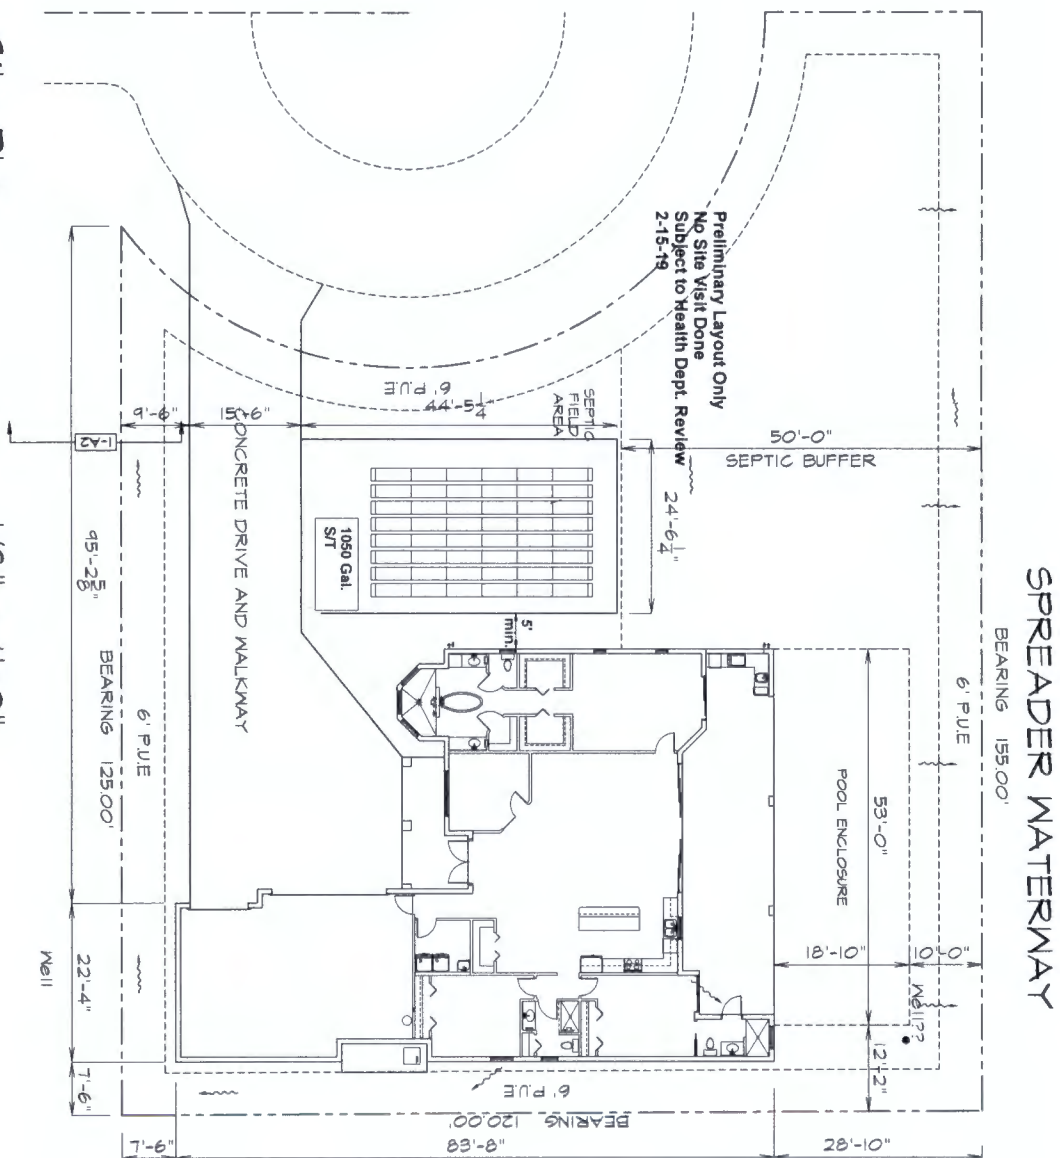 SPREADER WATERWAY
BEARING 155.00'
6' P.U.E
Preliminary Layout Only
No Site Visit Done
Subject to Health Dept. Review
2-15-19
50'-0"
SEPTIC BUFFER
6' P.U.E
44'-5 1/4"
SEPTIC
FIELD
AREA
24'-6 1/4"
9'-6"
15'-6"
1-A2
CONCRETE DRIVE AND WALKWAY
1050 Gal.
S/T
5'
min.
95'-2 5/8"
BEARING 125.00'
6' P.U.E
POOL ENCLOSURE
53'-0"
18'-10"
10'-0"
Well??
12'-2"
22'-4"
Well
7'-6"
6' P.U.E
BEARING 120.00'
7'-6"
83'-8"
28'-10"